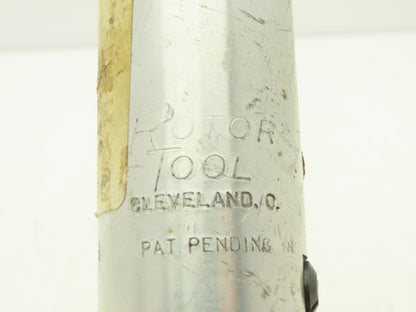 ROTOR
TOOL
CLEVELAND, O.
PAT. PENDING